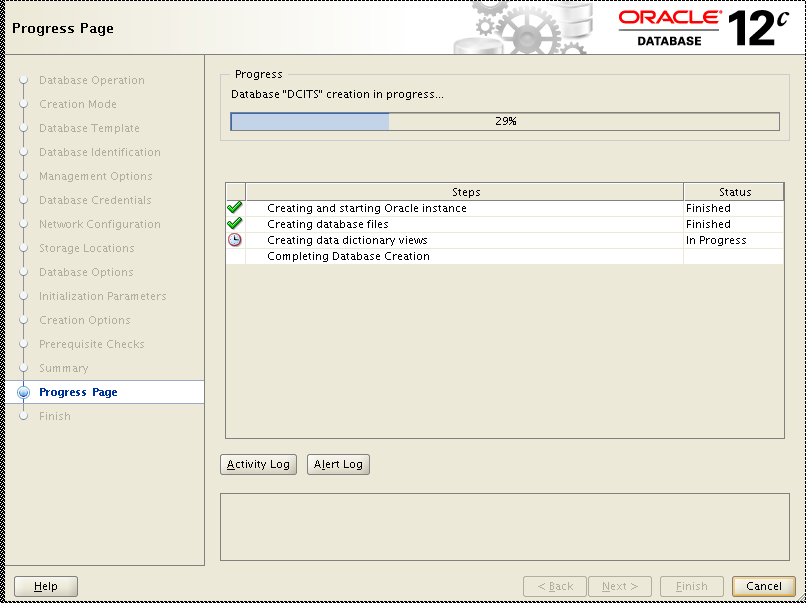 Progress Page
ORACLE
DATABASE
12c
Database Operation
Creation Mode
Database Template
Database Identification
Management Options
Database Credentials
Network Configuration
Storage Locations
Database Options
Initialization Parameters
Creation Options
Prerequisite Checks
Summary
Progress Page
Finish
Progress
Database "DCITS" creation in progress...
29%
Steps Status
Creating and starting Oracle instance Finished
Creating database files Finished
Creating data dictionary views In Progress
Completing Database Creation
Activity Log Alert Log
Help < Back Next > Finish Cancel